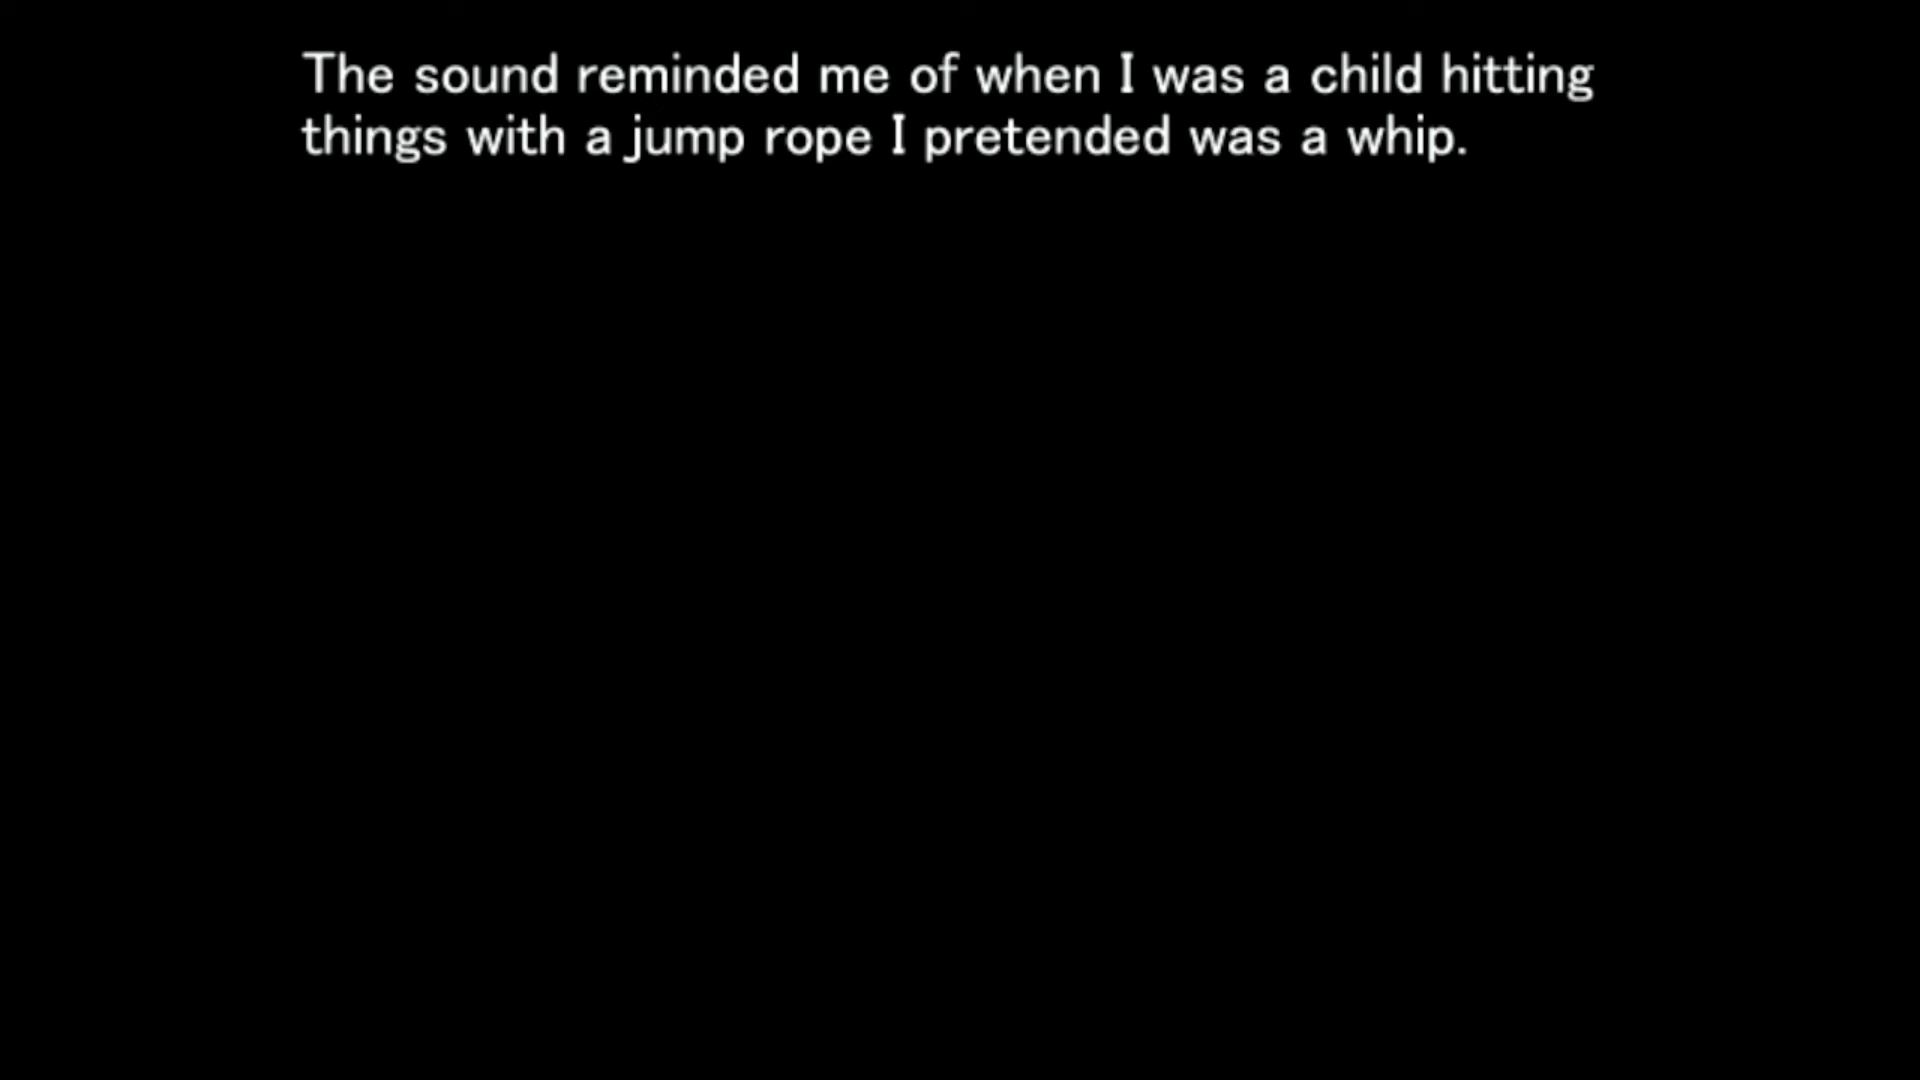 The sound reminded me of when I was a child hitting
things with a jump rope I pretended was a whip.